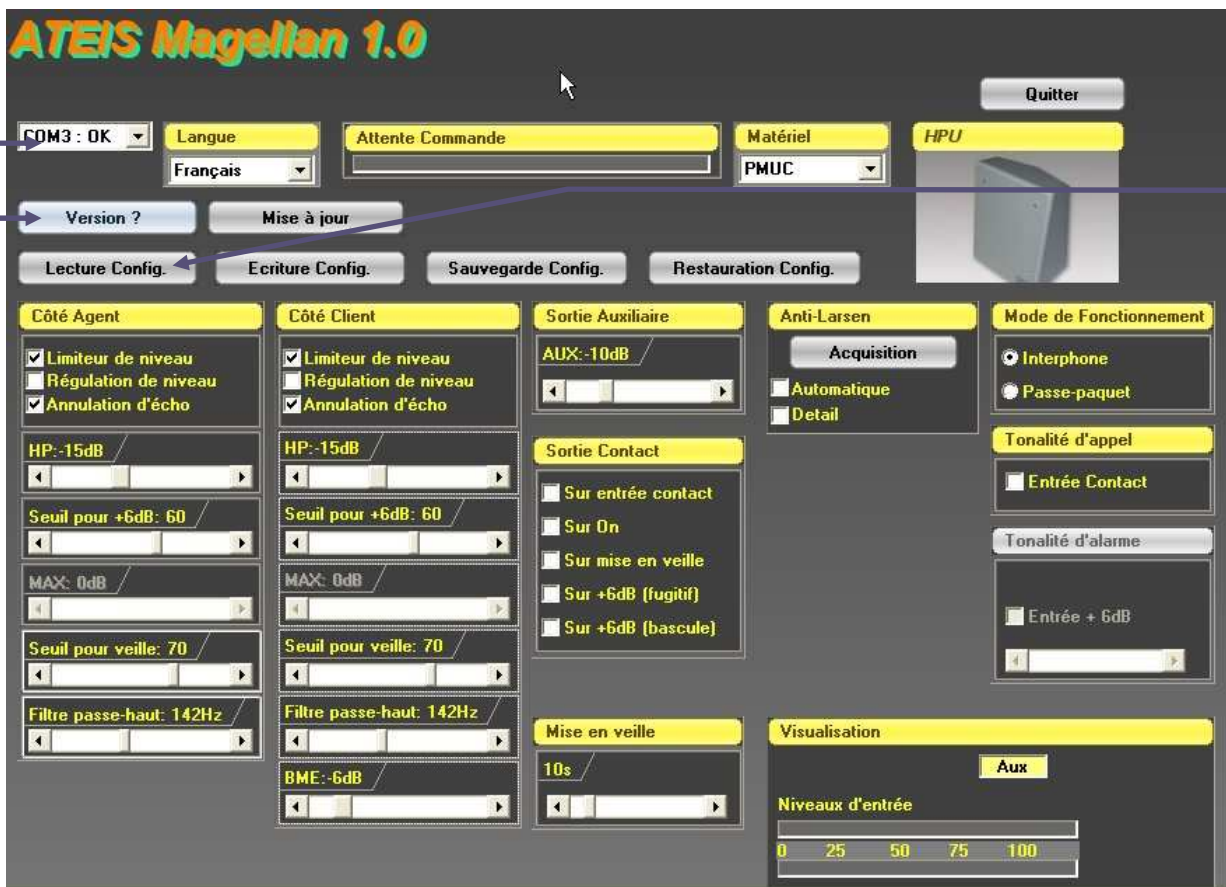 ATEIS Magellan 1.0
Quitter
COM3 : OK
Langue
Français
Attente Commande
Matériel
PMUC
HPU
Version ?
Mise à jour
Lecture Config.
Ecriture Config.
Sauvegarde Config.
Restauration Config.
Côté Agent
Limiteur de niveau
Régulation de niveau
Annulation d'écho
HP:-15dB
Seuil pour +6dB: 60
MAX: 0dB
Seuil pour veille: 70
Filtre passe-haut: 142Hz
Côté Client
Limiteur de niveau
Régulation de niveau
Annulation d'écho
HP:-15dB
Seuil pour +6dB: 60
MAX: 0dB
Seuil pour veille: 70
Filtre passe-haut: 142Hz
BME:-6dB
Sortie Auxiliaire
AUX:-10dB
Sortie Contact
Sur entrée contact
Sur On
Sur mise en veille
Sur +6dB (fugitif)
Sur +6dB (bascule)
Mise en veille
10s
Anti-Larsen
Acquisition
Automatique
Detail
Mode de Fonctionnement
Interphone
Passe-paquet
Tonalité d'appel
Entrée Contact
Tonalité d'alarme
Entrée + 6dB
Visualisation
Aux
Niveaux d'entrée
0 25 50 75 100